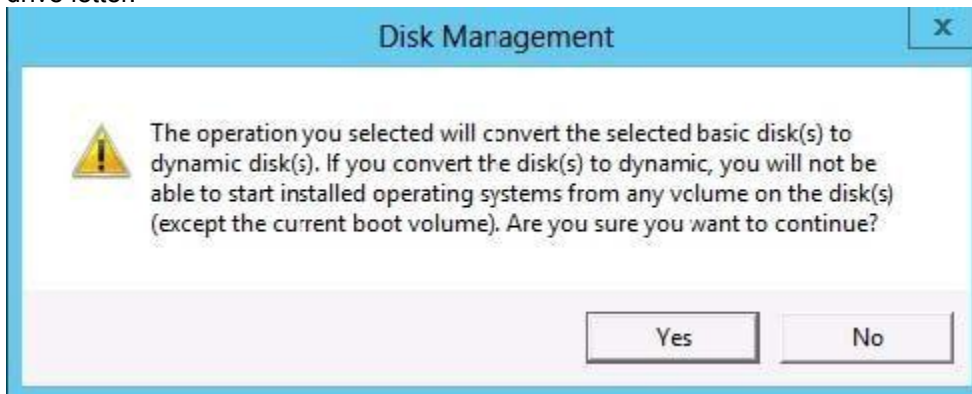 Disk Management
x
The operation you selected will convert the selected basic disk(s) to
dynamic disk(s). If you convert the disk(s) to dynamic, you will not be
able to start installed operating systems from any volume on the disk(s)
(except the current boot volume). Are you sure you want to continue?
Yes No